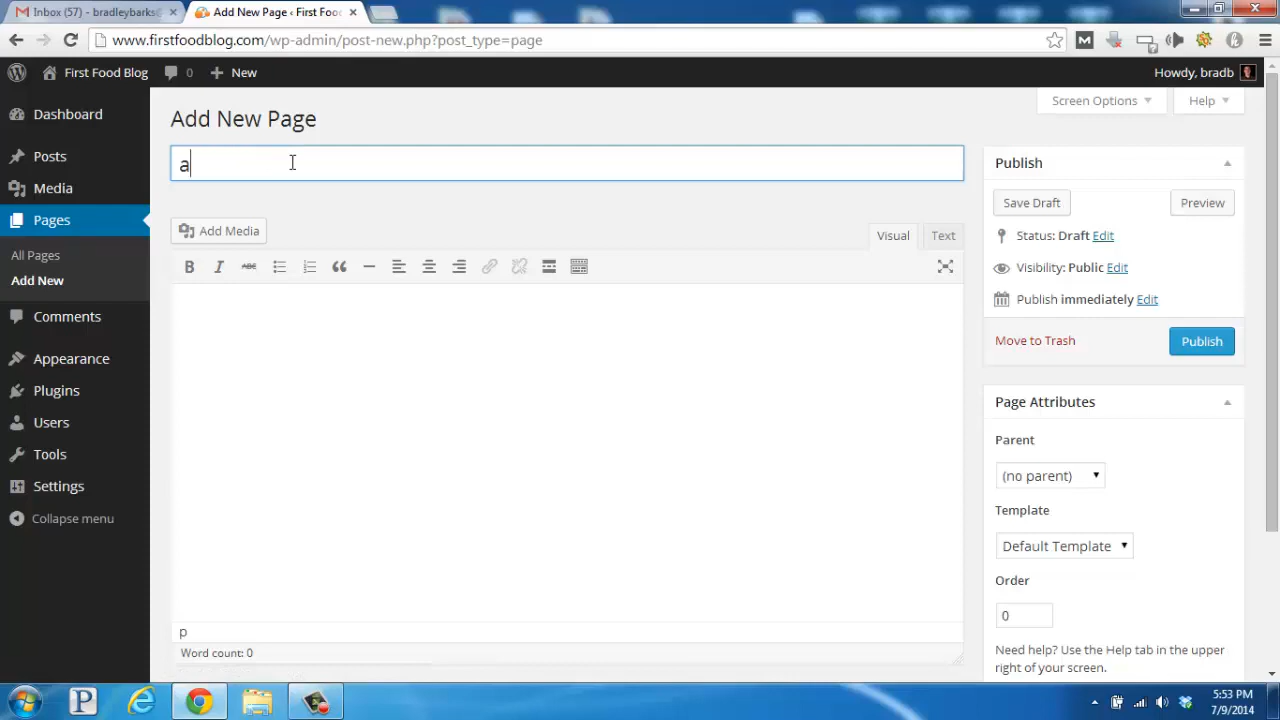 Inbox (57) - bradleybarks@
Add New Page ‹ First Foo
www.firstfoodblog.com/wp-admin/post-new.php?post_type=page
M
First Food Blog
0
New
Howdy, bradb
Dashboard
Posts
Media
Pages
All Pages
Add New
Comments
Appearance
Plugins
Users
Tools
Settings
Collapse menu
Screen Options
Help
Add New Page
a
Add Media
Visual
Text
B
I
ABC
p
Word count: 0
Publish
Save Draft
Preview
Status: Draft Edit
Visibility: Public Edit
Publish immediately Edit
Move to Trash
Publish
Page Attributes
Parent
(no parent)
Template
Default Template
Order
0
Need help? Use the Help tab in the upper
right of your screen.
P
5:53 PM
7/9/2014